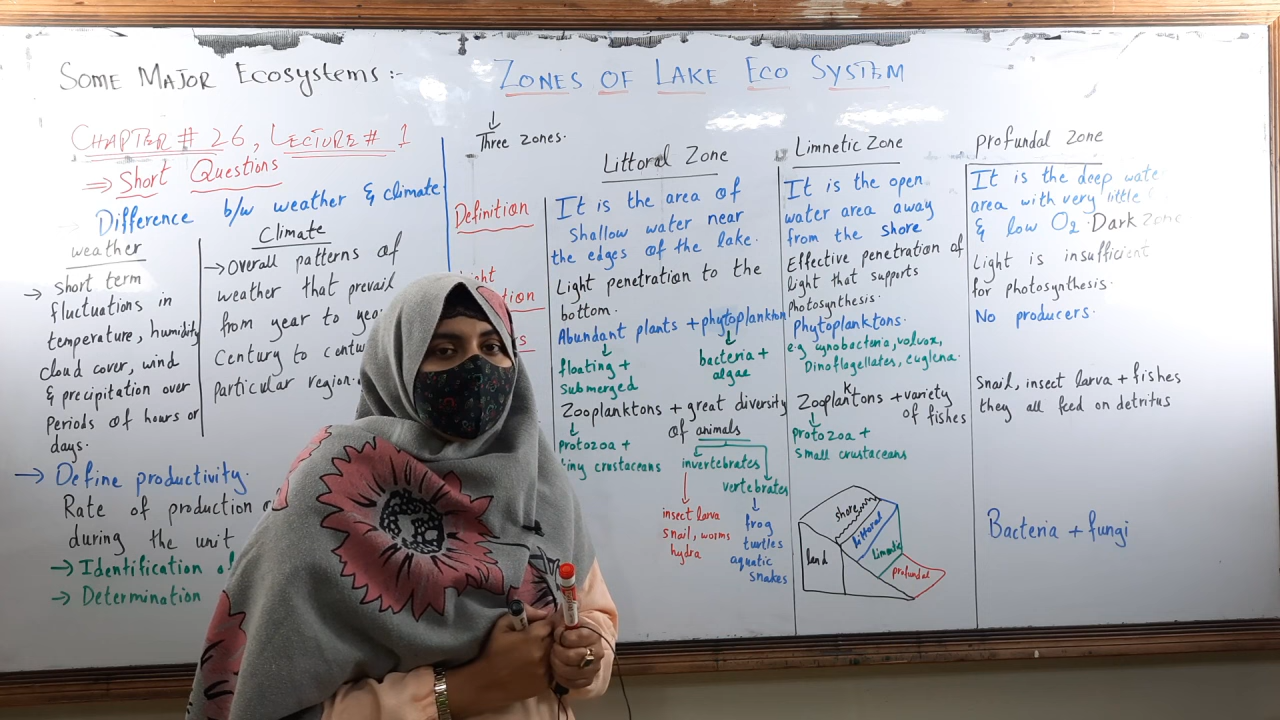 SOME MAJOR Ecosystems :-
CHAPTER # 26, LECTURE # 1
⇒ Short Questions
→ Difference b/w weather & climate
weather
→ short term
fluctuations in
temperature, humidity
cloud cover, wind
& precipitation over
Periods of hours or
days.
Climate
→ Overall patterns of
weather that prevail
from year to
Century to
particular region.
→ Define productivity.
Rate of production
during the unit
→ Identification
→ Determination
ZONES OF LAKE ECO SYSTEM
↓
Three zones.
Definition
Littoral Zone
It is the area of
Shallow water near
the edges of the lake.
Light penetration to the
bottom.
Abundant plants + phytoplankton
↓
floating +
Submerged
↓
bacteria +
algae
Zooplanktons + great diversity
of animals
↓
protozoa +
crustaceans
invertebrates
vertebrates
↓
insect larva
snail, worms
hydra
↓
frog
turtles
aquatic
snakes
Limnetic Zone
It is the open
water area away
from the shore
Effective penetration of
light that supports
photosynthesis.
Phytoplanktons.
e.g cynobacteria, volvox,
Dinoflagellates, euglena.
Zooplanktons + variety
of fishes
↓
protozoa +
small crustaceans
shore
littoral
Limnetic
profundal
land
profundal Zone
It is the deep
area with very little
& low O2. Dark Zone
Light is insufficient
for photosynthesis.
No producers.
Snail, insect larva + fishes
they all feed on detritus
Bacteria + fungi